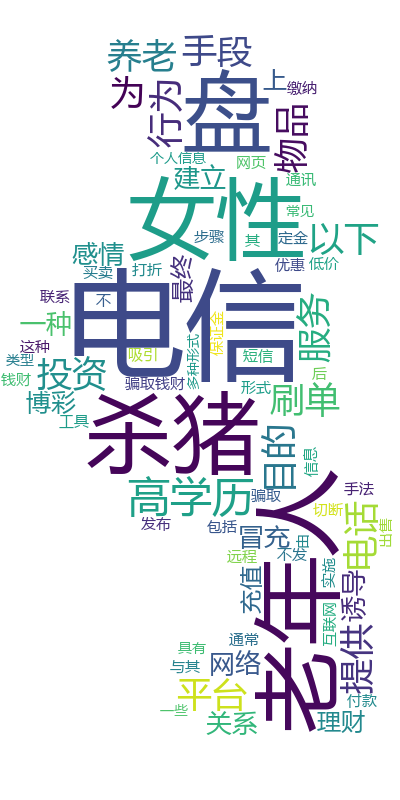 养老
手段
为
行为
盘
上
缴纳
物品
个人信息
网页
建立
通讯
女性
常见
步骤
其
定金
以下
感情
买卖
打折
最终
优惠
低价
电信
联系
不
一种
这种
类型
钱财
吸引
多种形式
保证金
短信
服务
后
投资
骗取钱财
形式
刷单
博彩
工具
杀猪
目的
信息
高学历
骗取
老年人
手法
发布
包括
冒充
切断
电话
出售
远程
不发
由
充值
实施
诱导
互联网
提供
通常
具有
与其
网络
平台
一些
关系
理财
付款